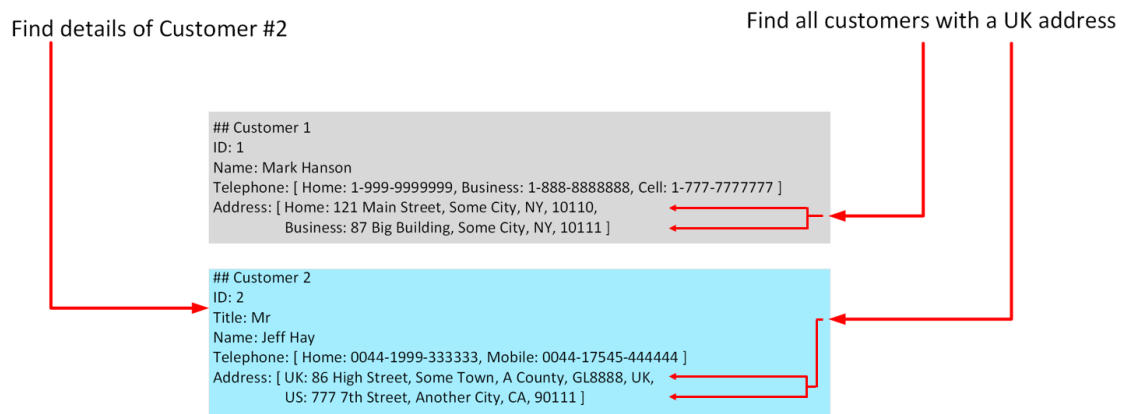 Find details of Customer #2
Find all customers with a UK address
## Customer 1
ID: 1
Name: Mark Hanson
Telephone: [ Home: 1-999-9999999, Business: 1-888-8888888, Cell: 1-777-7777777 ]
Address: [ Home: 121 Main Street, Some City, NY, 10110,
Business: 87 Big Building, Some City, NY, 10111 ]
## Customer 2
ID: 2
Title: Mr
Name: Jeff Hay
Telephone: [ Home: 0044-1999-333333, Mobile: 0044-17545-444444 ]
Address: [ UK: 86 High Street, Some Town, A County, GL8888, UK,
US: 777 7th Street, Another City, CA, 90111 ]